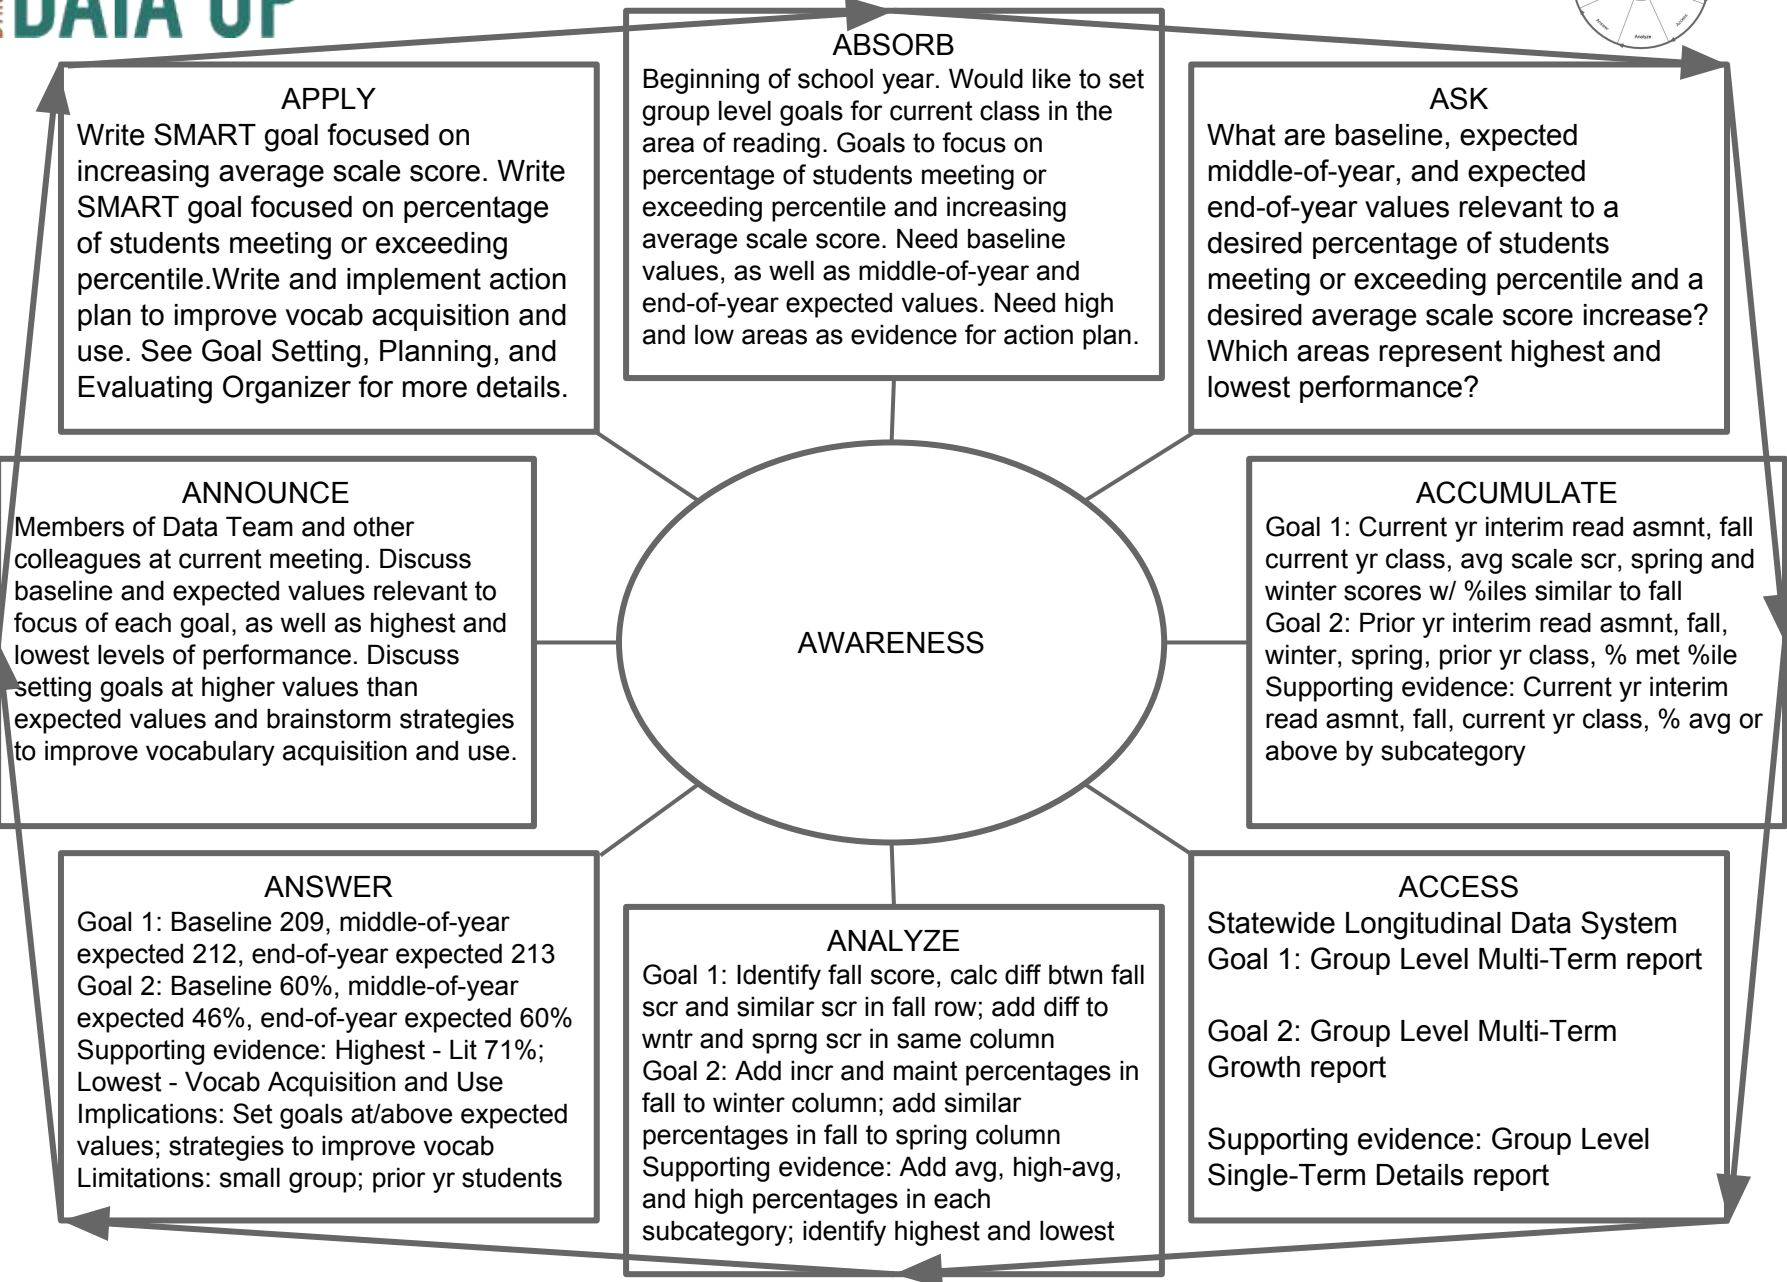 DATA UP
Answer
Analyze
Access
ABSORB
Beginning of school year. Would like to set
group level goals for current class in the
area of reading. Goals to focus on
percentage of students meeting or
exceeding percentile and increasing
average scale score. Need baseline
values, as well as middle-of-year and
end-of-year expected values. Need high
and low areas as evidence for action plan.
ASK
What are baseline, expected
middle-of-year, and expected
end-of-year values relevant to a
desired percentage of students
meeting or exceeding percentile and a
desired average scale score increase?
Which areas represent highest and
lowest performance?
ACCUMULATE
Goal 1: Current yr interim read asmnt, fall
current yr class, avg scale scr, spring and
winter scores w/ %iles similar to fall
Goal 2: Prior yr interim read asmnt, fall,
winter, spring, prior yr class, % met %ile
Supporting evidence: Current yr interim
read asmnt, fall, current yr class, % avg or
above by subcategory
ACCESS
Statewide Longitudinal Data System
Goal 1: Group Level Multi-Term report
Goal 2: Group Level Multi-Term
Growth report
Supporting evidence: Group Level
Single-Term Details report
ANALYZE
Goal 1: Identify fall score, calc diff btwn fall
scr and similar scr in fall row; add diff to
wntr and sprng scr in same column
Goal 2: Add incr and maint percentages in
fall to winter column; add similar
percentages in fall to spring column
Supporting evidence: Add avg, high-avg,
and high percentages in each
subcategory; identify highest and lowest
ANSWER
Goal 1: Baseline 209, middle-of-year
expected 212, end-of-year expected 213
Goal 2: Baseline 60%, middle-of-year
expected 46%, end-of-year expected 60%
Supporting evidence: Highest - Lit 71%;
Lowest - Vocab Acquisition and Use
Implications: Set goals at/above expected
values; strategies to improve vocab
Limitations: small group; prior yr students
ANNOUNCE
Members of Data Team and other
colleagues at current meeting. Discuss
baseline and expected values relevant to
focus of each goal, as well as highest and
lowest levels of performance. Discuss
setting goals at higher values than
expected values and brainstorm strategies
to improve vocabulary acquisition and use.
APPLY
Write SMART goal focused on
increasing average scale score. Write
SMART goal focused on percentage
of students meeting or exceeding
percentile.Write and implement action
plan to improve vocab acquisition and
use. See Goal Setting, Planning, and
Evaluating Organizer for more details.
AWARENESS